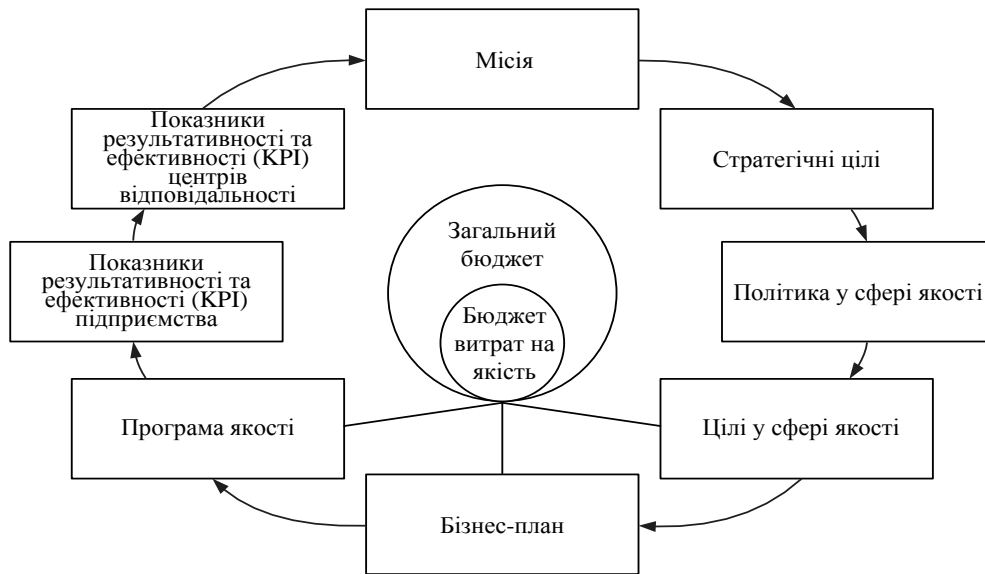 Місія
Стратегічні цілі
Політика у сфері якості
Цілі у сфері якості
Бізнес-план
Програма якості
Показники
результативності та
ефективності (KPI)
підприємства
Показники
результативності та
ефективності (KPI)
центрів
відповідальності
Загальний
бюджет
Бюджет
витрат на
якість